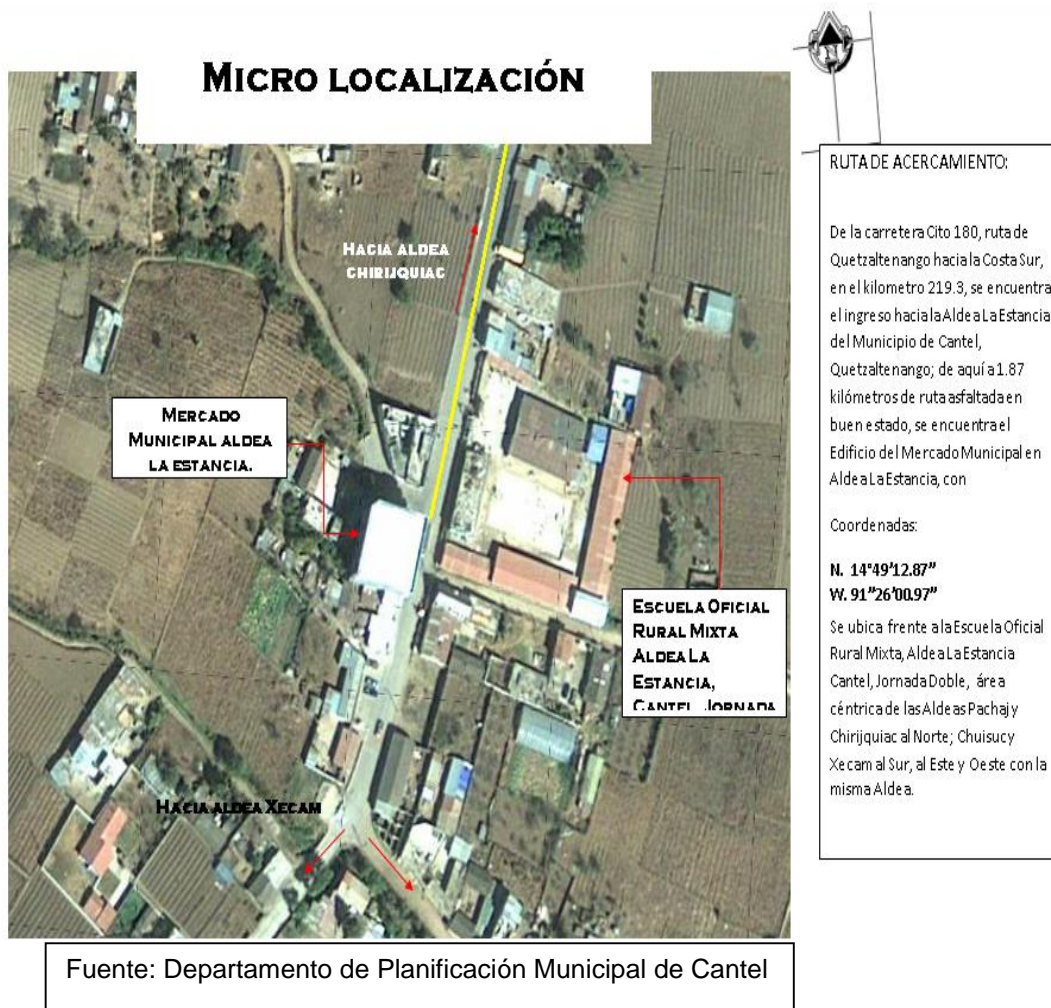 MICRO LOCALIZACIÓN
HACIA ALDEA
CHIRIJQUIAC
MERCADO
MUNICIPAL ALDEA
LA ESTANCIA.
ESCUELA OFICIAL
RURAL MIXTA
ALDEA LA
ESTANCIA,
CANTEL, JORNADA
HACIA ALDEA XECAM
RUTA DE ACERCAMIENTO:
De la carretera Cito 180, ruta de
Quetzaltenango hacia la Costa Sur,
en el kilometro 219.3, se encuentra
el ingreso hacia la Aldea La Estancia
del Municipio de Cantel,
Quetzaltenango; de aquí a 1.87
kilómetros de ruta asfaltada en
buen estado, se encuentra el
Edificio del Mercado Municipal en
Aldea La Estancia, con
Coordenadas:
N. 14°49'12.87"
W. 91"26'00.97"
Se ubica frente a la Escuela Oficial
Rural Mixta, Aldea La Estancia
Cantel, Jornada Doble, área
céntrica de las Aldeas Pachaj y
Chirijquiac al Norte; Chuisuc y
Xecam al Sur, al Este y Oeste con la
misma Aldea.
Fuente: Departamento de Planificación Municipal de Cantel